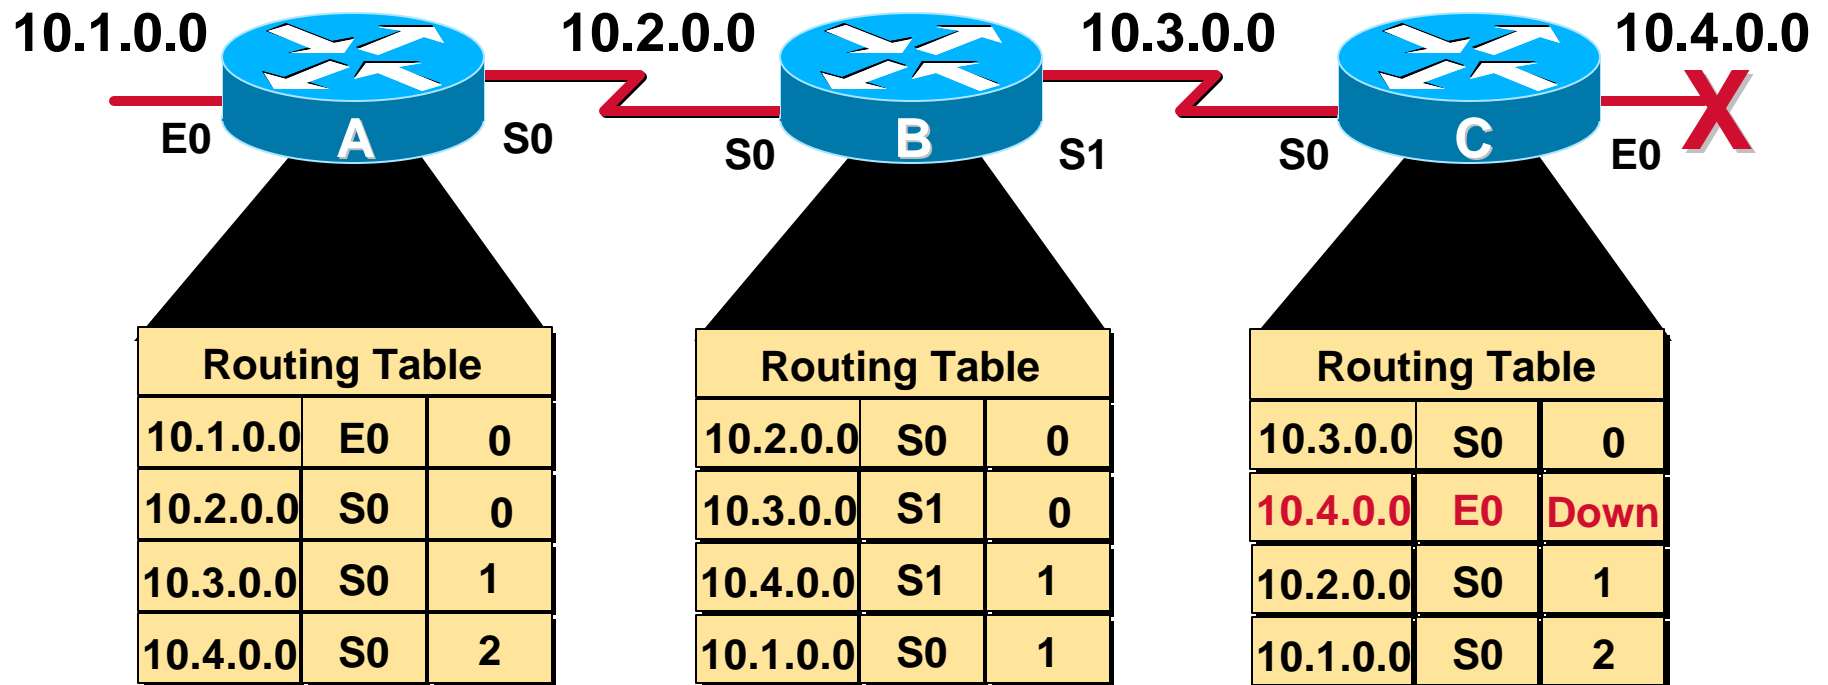 10.1.0.0 10.2.0.0 10.3.0.0 10.4.0.0
A B C X
E0 S0 S0 S1 S0 E0
Routing Table
10.1.0.0 E0 0
10.2.0.0 S0 0
10.3.0.0 S0 1
10.4.0.0 S0 2
Routing Table
10.2.0.0 S0 0
10.3.0.0 S1 0
10.4.0.0 S1 1
10.1.0.0 S0 1
Routing Table
10.3.0.0 S0 0
10.4.0.0 E0 Down
10.2.0.0 S0 1
10.1.0.0 S0 2